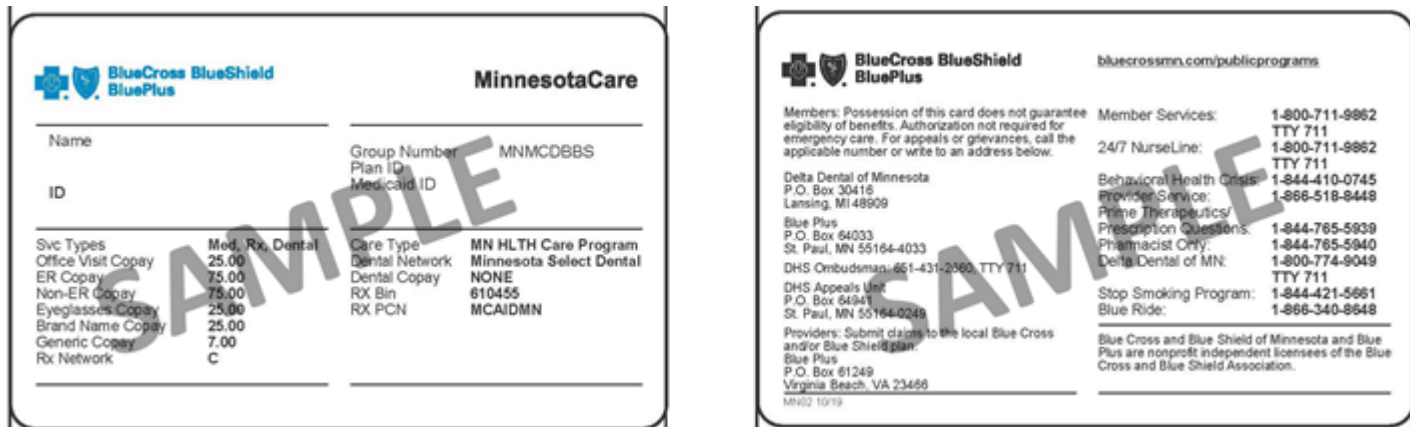 BlueCross BlueShield
BluePlus
MinnesotaCare
Name
ID
Group Number MNMCDBBS
Plan ID
Medicaid ID
Svc Types Med, Rx, Dental
Office Visit Copay 25.00
ER Copay 75.00
Non-ER Copay 75.00
Eyeglasses Copay 25.00
Brand Name Copay 25.00
Generic Copay 7.00
Rx Network C
Care Type MN HLTH Care Program
Dental Network Minnesota Select Dental
Dental Copay NONE
RX Bin 610455
RX PCN MCAIDMN
SAMPLE
BlueCross BlueShield
BluePlus
bluecrossmn.com/publicprograms
Members: Possession of this card does not guarantee
eligibility of benefits. Authorization not required for
emergency care. For appeals or grievances, call the
applicable number or write to an address below:
Delta Dental of Minnesota
P.O. Box 30416
Lansing, MI 48909
Blue Plus
P.O. Box 64033
St. Paul, MN 55164-4033
DHS Ombudsman: 651-431-2660, TTY 711
DHS Appeals Unit
P.O. Box 64941
St. Paul, MN 55164-0249
Providers: Submit claims to the local Blue Cross
and/or Blue Shield plan.
Blue Plus
P.O. Box 61249
Virginia Beach, VA 23466
MN02 10/19
Member Services: 1-800-711-9862
TTY 711
24/7 NurseLine: 1-800-711-9862
TTY 711
Behavioral Health Crisis: 1-844-410-0745
Provider Service: 1-866-518-8448
Prime Therapeutics/
Prescription Questions: 1-844-765-5939
Pharmacist Only: 1-844-765-5940
Delta Dental of MN: 1-800-774-9049
TTY 711
Stop Smoking Program: 1-844-421-5661
Blue Ride: 1-866-340-8648
Blue Cross and Blue Shield of Minnesota and Blue
Plus are nonprofit independent licensees of the Blue
Cross and Blue Shield Association.
SAMPLE